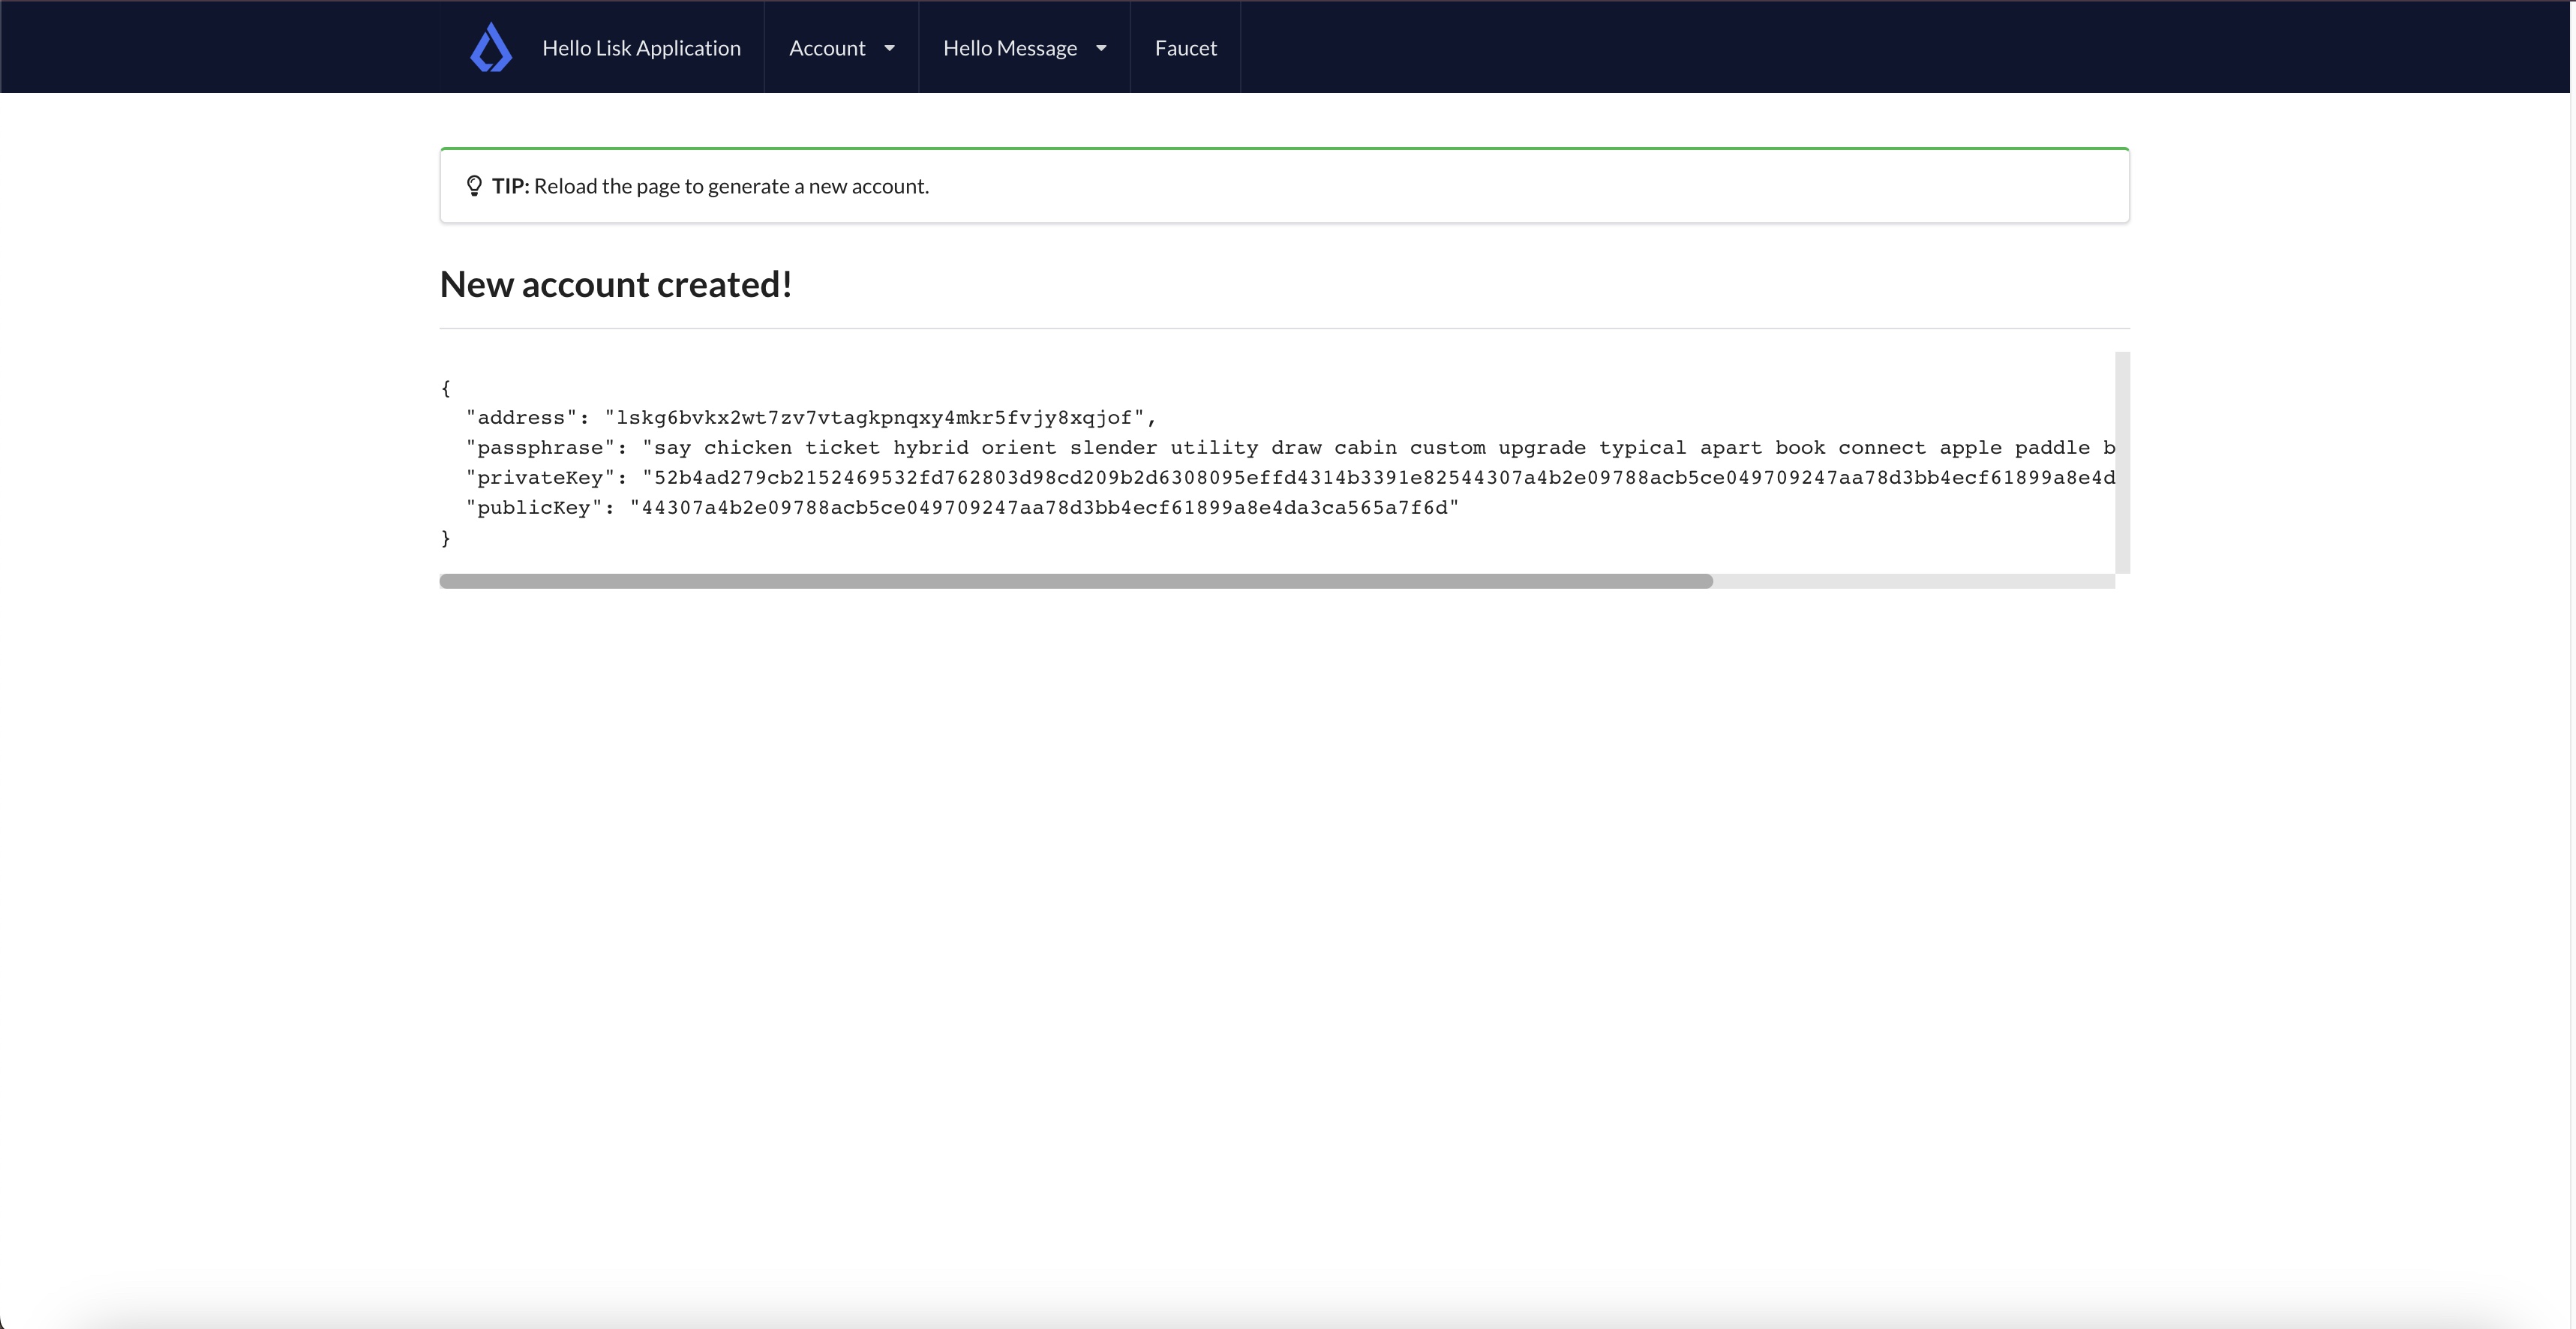 Hello Lisk Application Account Hello Message Faucet
TIP: Reload the page to generate a new account.
New account created!
{
"address": "lskg6bvkx2wt7zv7vtagkpnqxy4mkr5fvjy8xqjof",
"passphrase": "say chicken ticket hybrid orient slender utility draw cabin custom upgrade typical apart book connect apple paddle b
"privateKey": "52b4ad279cb2152469532fd762803d98cd209b2d6308095effd4314b3391e82544307a4b2e09788acb5ce049709247aa78d3bb4ecf61899a8e4d
"publicKey": "44307a4b2e09788acb5ce049709247aa78d3bb4ecf61899a8e4da3ca565a7f6d"
}